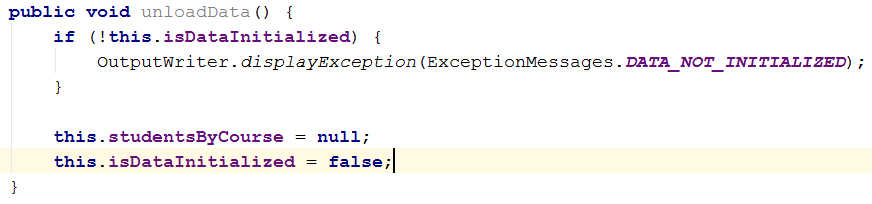 public void unloadData() {
if (!this.isDataInitialized) {
OutputWriter.displayException(ExceptionMessages.DATA_NOT_INITIALIZED);
}
this.studentsByCourse = null;
this.isDataInitialized = false;
}